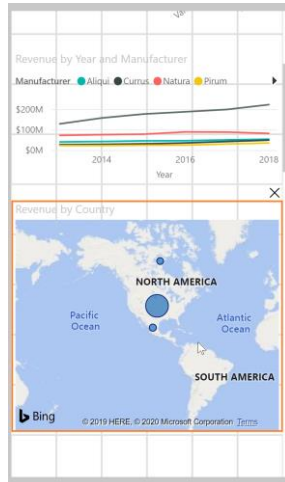 Revenue by Year and Manufacturer
Manufacturer Aliqui Currus Natura Pirum
$200M
$100M
$0M
2014 2016 2018
Year
Revenue by Country
NORTH AMERICA
Pacific
Ocean
Atlantic
Ocean
SOUTH AMERICA
Bing
© 2019 HERE, © 2020 Microsoft Corporation Terms